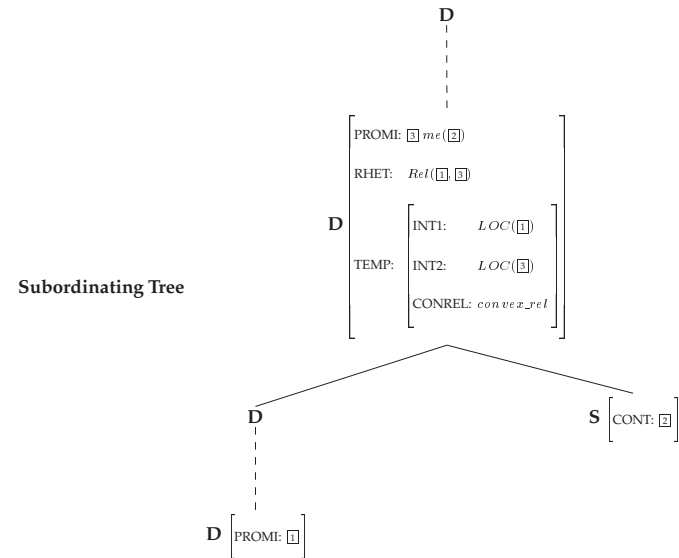 D
PROMI: 3 me(2)
RHET: Rel(1, 3)
D
INT1: LOC(1)
TEMP: INT2: LOC(3)
Subordinating Tree
CONREL: convex_rel
D
S CONT: 2
D PROMI: 1